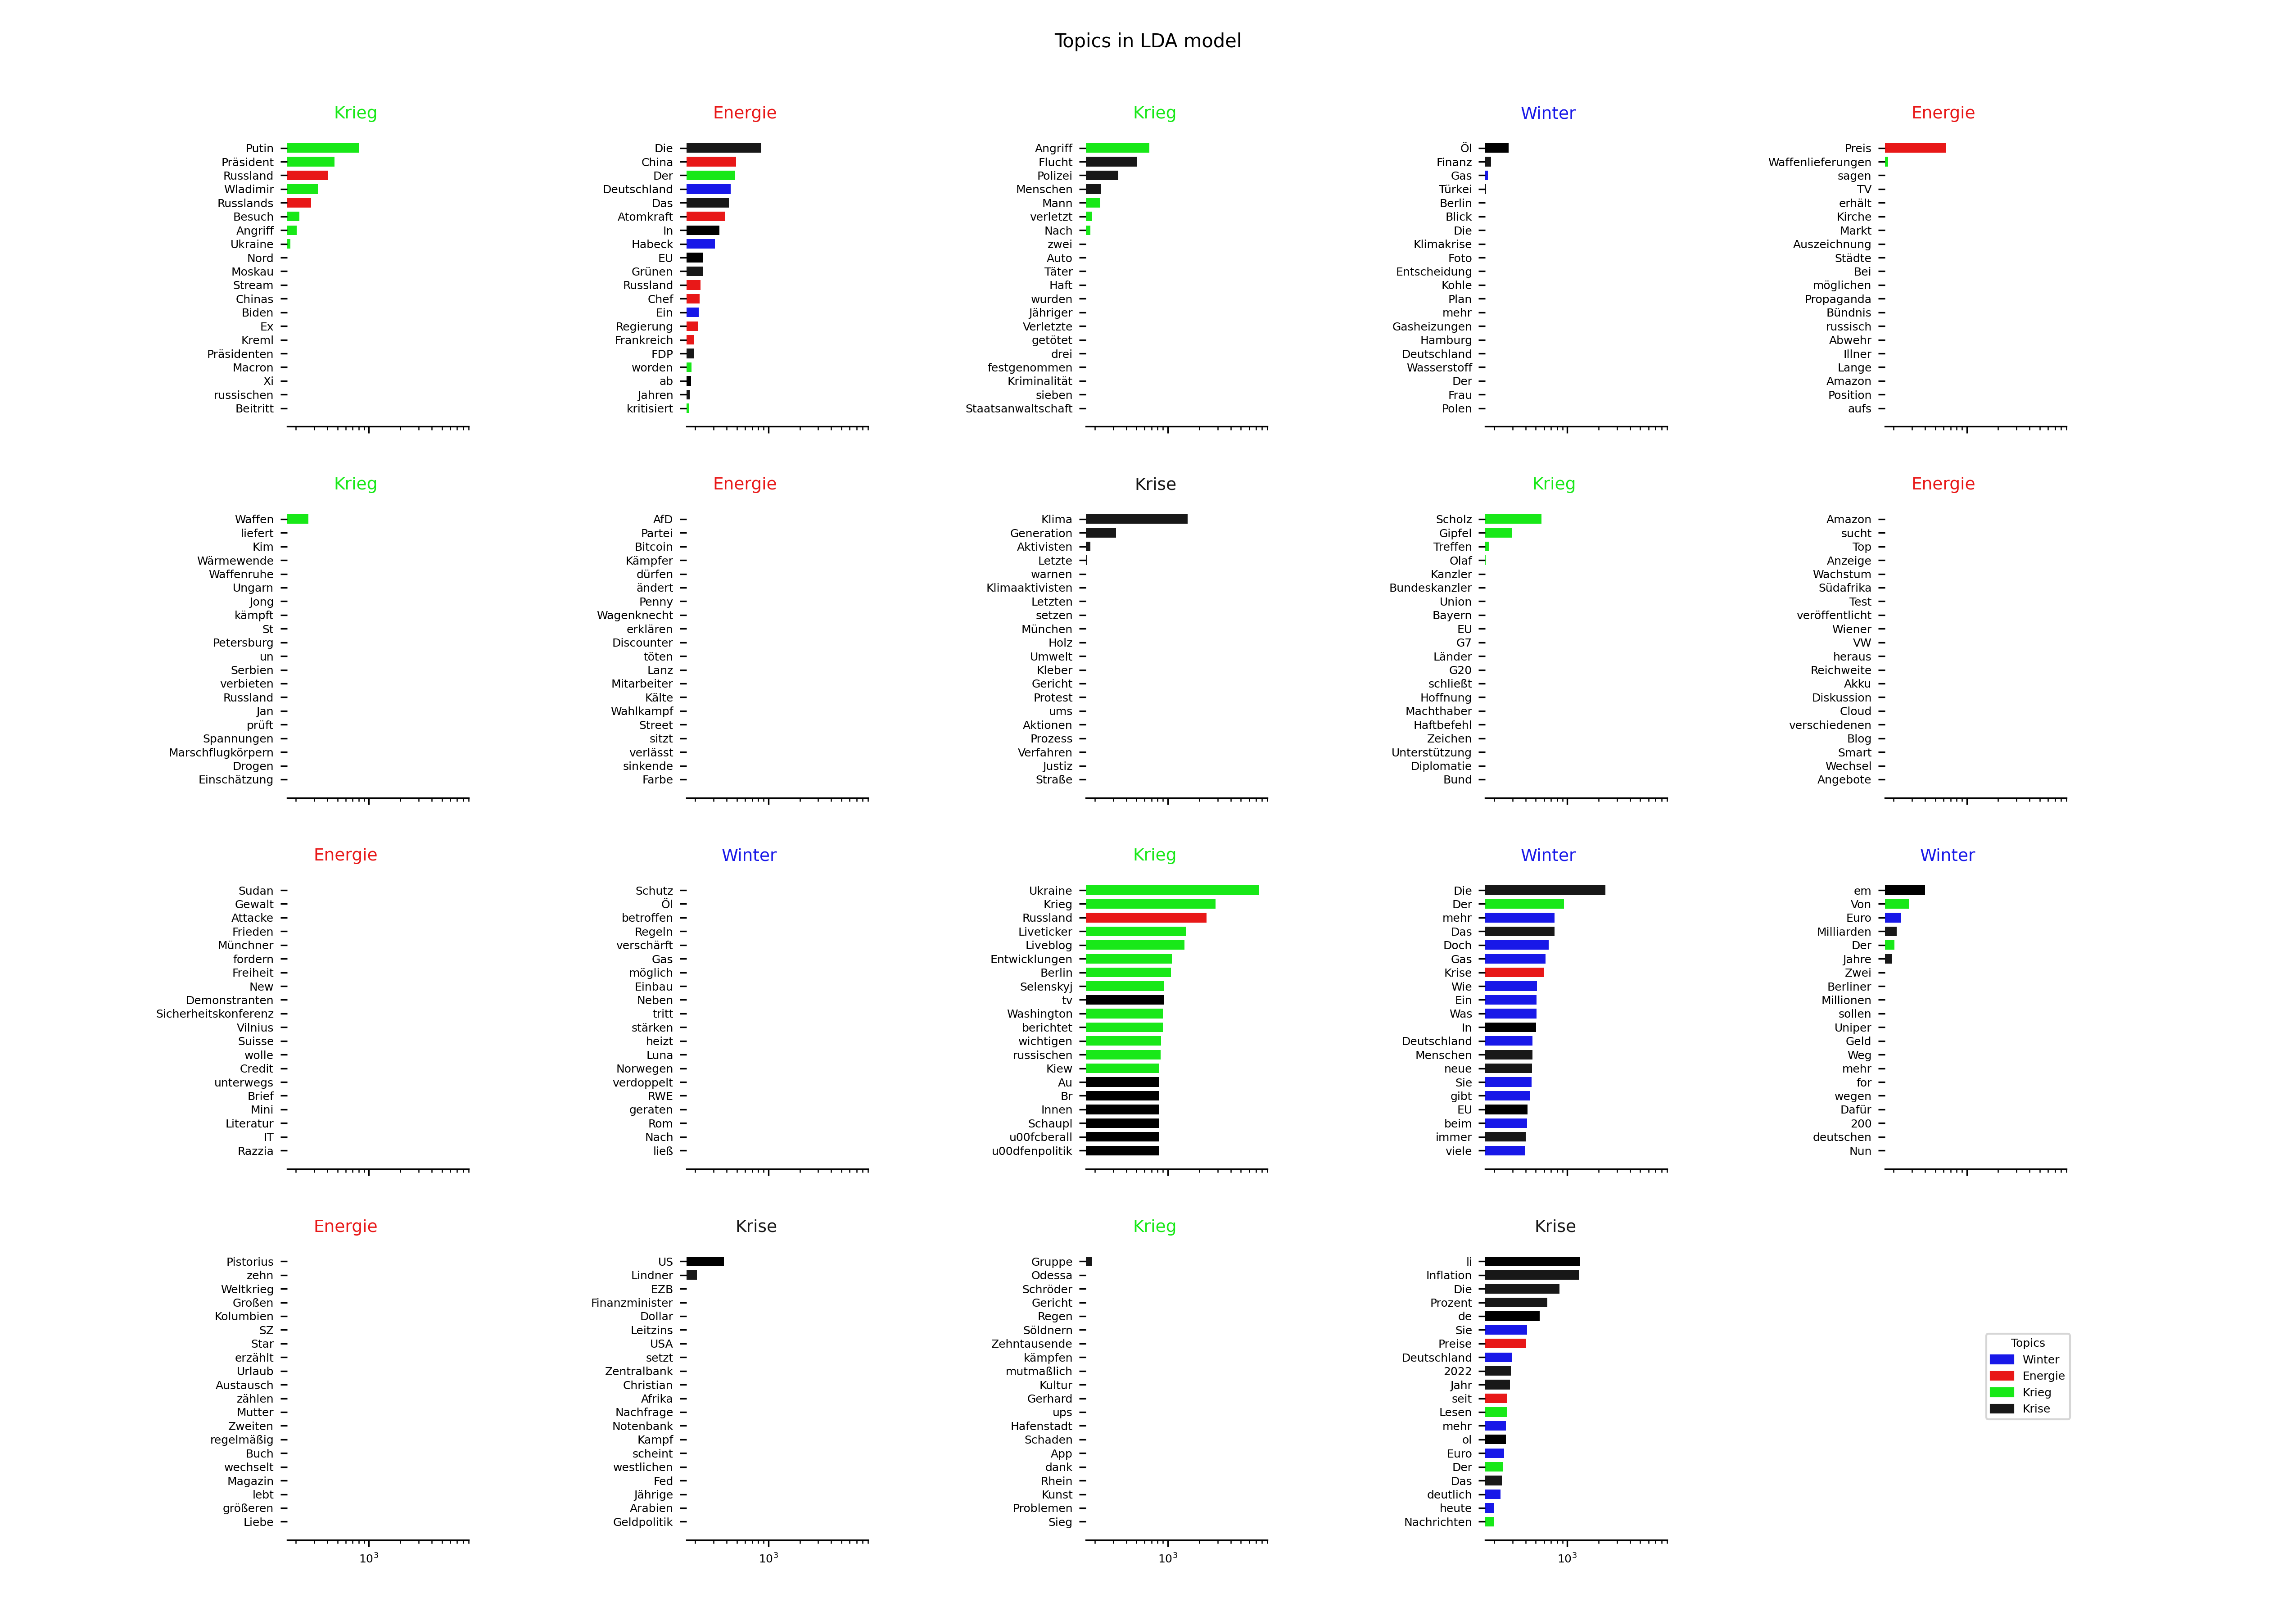 Topics in LDA model
Krieg
Putin
Präsident
Russland
Wladimir
Russlands
Besuch
Angriff
Ukraine
Nord
Moskau
Stream
Chinas
Biden
Ex
Kreml
Präsidenten
Macron
Xi
russischen
Beitritt
Energie
Die
China
Der
Deutschland
Das
Atomkraft
In
Habeck
EU
Grünen
Russland
Chef
Ein
Regierung
Frankreich
FDP
worden
ab
Jahren
kritisiert
Krieg
Angriff
Flucht
Polizei
Menschen
Mann
verletzt
Nach
zwei
Auto
Täter
Haft
wurden
Jähriger
Verletzte
getötet
drei
festgenommen
Kriminalität
sieben
Staatsanwaltschaft
Winter
Öl
Finanz
Gas
Türkei
Berlin
Blick
Die
Klimakrise
Foto
Entscheidung
Kohle
Plan
mehr
Gasheizungen
Hamburg
Deutschland
Wasserstoff
Der
Frau
Polen
Energie
Preis
Waffenlieferungen
sagen
TV
erhält
Kirche
Markt
Auszeichnung
Städte
Bei
möglichen
Propaganda
Bündnis
russisch
Abwehr
Illner
Lange
Amazon
Position
aufs
Krieg
Waffen
liefert
Kim
Wärmewende
Waffenruhe
Ungarn
Jong
kämpft
St
Petersburg
un
Serbien
verbieten
Russland
Jan
prüft
Spannungen
Marschflugkörpern
Drogen
Einschätzung
Energie
AfD
Partei
Bitcoin
Kämpfer
dürfen
ändert
Penny
Wagenknecht
erklären
Discounter
töten
Lanz
Mitarbeiter
Kälte
Wahlkampf
Street
sitzt
verlässt
sinkende
Farbe
Krise
Klima
Generation
Aktivisten
Letzte
warnen
Klimaaktivisten
Letzten
setzen
München
Holz
Umwelt
Kleber
Gericht
Protest
ums
Aktionen
Prozess
Verfahren
Justiz
Straße
Krieg
Scholz
Gipfel
Treffen
Olaf
Kanzler
Bundeskanzler
Union
Bayern
EU
G7
Länder
G20
schließt
Hoffnung
Machthaber
Haftbefehl
Zeichen
Unterstützung
Diplomatie
Bund
Energie
Amazon
sucht
Top
Anzeige
Wachstum
Südafrika
Test
veröffentlicht
Wiener
VW
heraus
Reichweite
Akku
Diskussion
Cloud
verschiedenen
Blog
Smart
Wechsel
Angebote
Energie
Sudan
Gewalt
Attacke
Frieden
Münchner
fordern
Freiheit
New
Demonstranten
Sicherheitskonferenz
Vilnius
Suisse
wolle
Credit
unterwegs
Brief
Mini
Literatur
IT
Razzia
Winter
Schutz
Öl
betroffen
Regeln
verschärft
Gas
möglich
Einbau
Neben
tritt
stärken
heizt
Luna
Norwegen
verdoppelt
RWE
geraten
Rom
Nach
ließ
Krieg
Ukraine
Krieg
Russland
Liveticker
Liveblog
Entwicklungen
Berlin
Selenskyj
tv
Washington
berichtet
wichtigen
russischen
Kiew
Au
Br
Innen
Schaupl
u00fcberall
u00dfenpolitik
Winter
Die
Der
mehr
Das
Doch
Gas
Krise
Wie
Ein
Was
In
Deutschland
Menschen
neue
Sie
gibt
EU
beim
immer
viele
Winter
em
Von
Euro
Milliarden
Der
Jahre
Zwei
Berliner
Millionen
sollen
Uniper
Geld
Weg
mehr
for
wegen
Dafür
200
deutschen
Nun
Energie
Pistorius
zehn
Weltkrieg
Großen
Kolumbien
SZ
Star
erzählt
Urlaub
Austausch
zählen
Mutter
Zweiten
regelmäßig
Buch
wechselt
Magazin
lebt
größeren
Liebe
10³
Krise
US
Lindner
EZB
Finanzminister
Dollar
Leitzins
USA
setzt
Zentralbank
Christian
Afrika
Nachfrage
Notenbank
Kampf
scheint
westlichen
Fed
Jährige
Arabien
Geldpolitik
10³
Krieg
Gruppe
Odessa
Schröder
Gericht
Regen
Söldnern
Zehntausende
kämpfen
mutmaßlich
Kultur
Gerhard
ups
Hafenstadt
Schaden
App
dank
Rhein
Kunst
Problemen
Sieg
10³
Krise
li
Inflation
Die
Prozent
de
Sie
Preise
Deutschland
2022
Jahr
seit
Lesen
mehr
ol
Euro
Der
Das
deutlich
heute
Nachrichten
10³
Topics
Winter
Energie
Krieg
Krise